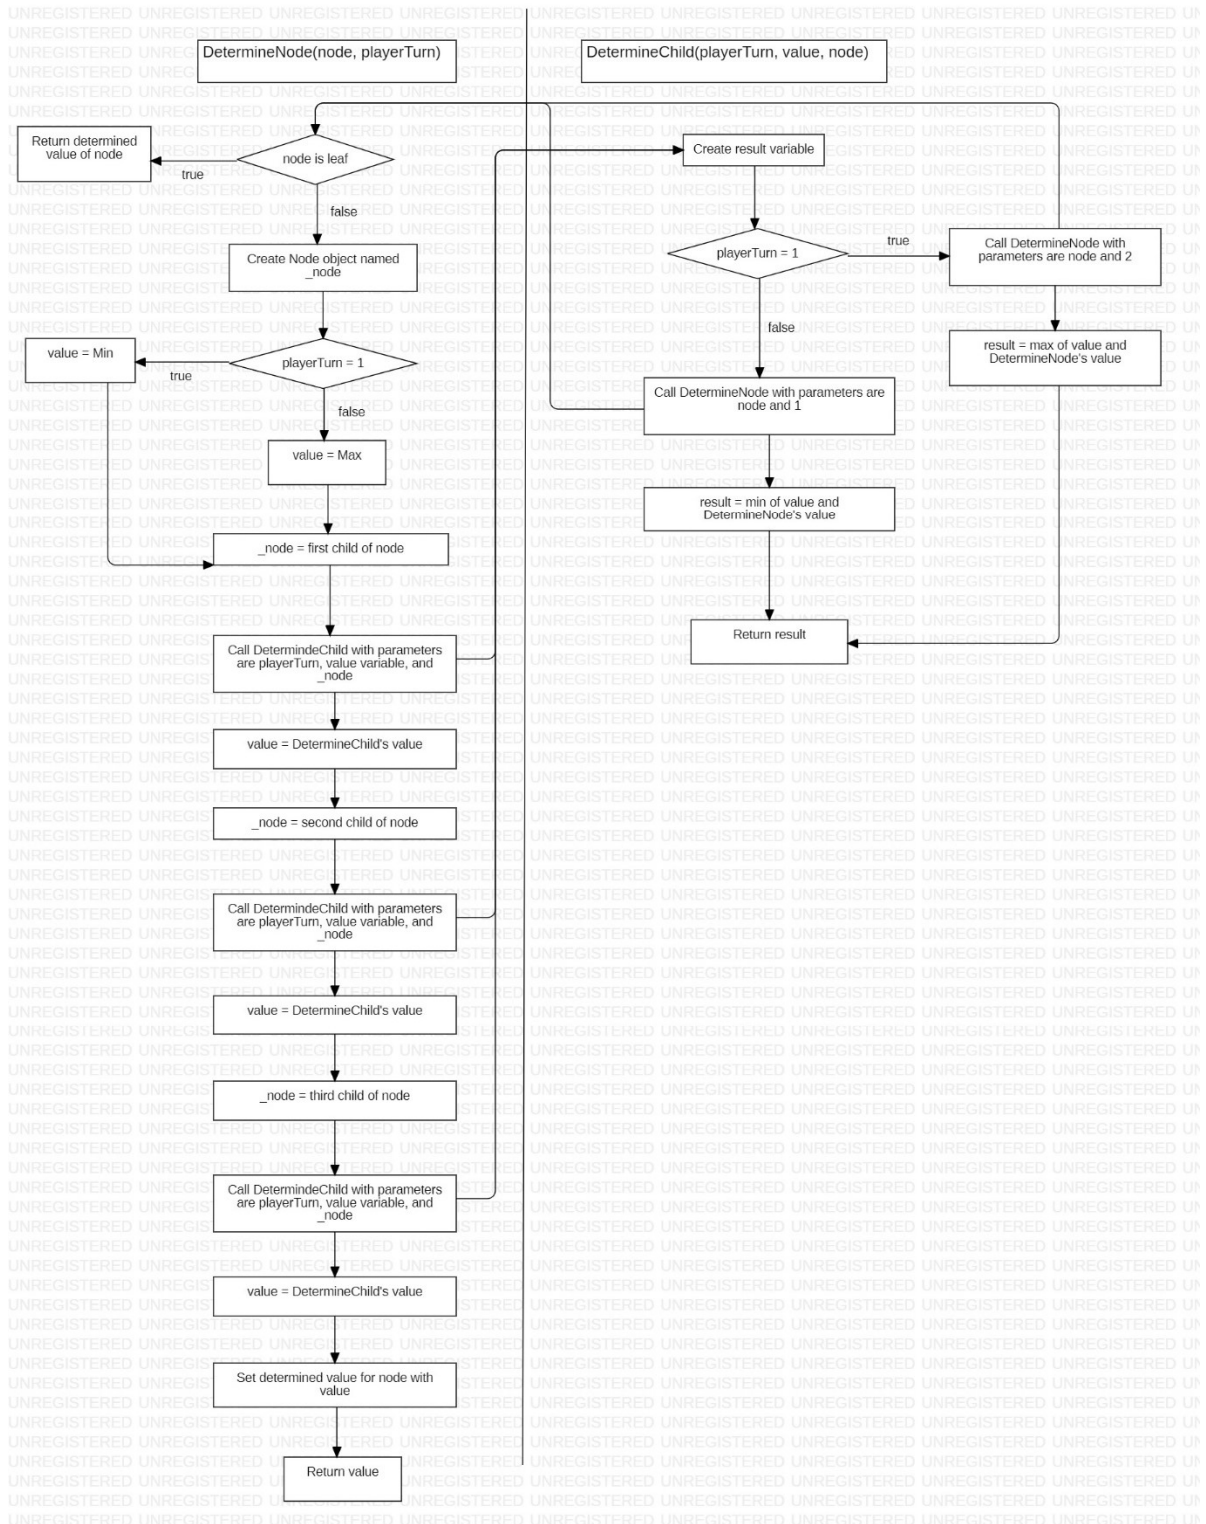 DetermineNode(node, playerTurn)
DetermineChild(playerTurn, value, node)
Return determined
value of node
true
node is leaf
false
Create Node object named
_node
value = Min
true
playerTurn = 1
false
value = Max
_node = first child of node
Call DetermindeChild with parameters
are playerTurn, value variable, and
_node
value = DetermineChild's value
_node = second child of node
Call DetermindeChild with parameters
are playerTurn, value variable, and
_node
value = DetermineChild's value
_node = third child of node
Call DetermindeChild with parameters
are playerTurn, value variable, and
_node
value = DetermineChild's value
Set determined value for node with
value
Return value
Create result variable
playerTurn = 1
true
Call DetermineNode with
parameters are node and 2
result = max of value and
DetermineNode's value
false
Call DetermineNode with parameters are
node and 1
result = min of value and
DetermineNode's value
Return result
UNREGISTERED